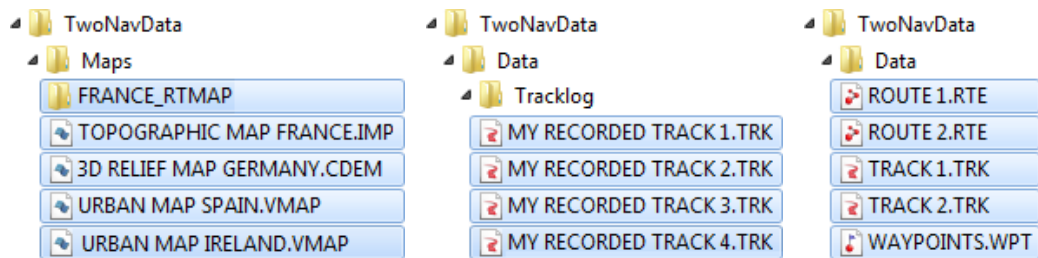 TwoNavData
Maps
FRANCE_RTMAP
TOPOGRAPHIC MAP FRANCE.IMP
3D RELIEF MAP GERMANY.CDEM
URBAN MAP SPAIN.VMAP
URBAN MAP IRELAND.VMAP
TwoNavData
Data
Tracklog
MY RECORDED TRACK 1.TRK
MY RECORDED TRACK 2.TRK
MY RECORDED TRACK 3.TRK
MY RECORDED TRACK 4.TRK
TwoNavData
Data
ROUTE 1.RTE
ROUTE 2.RTE
TRACK 1.TRK
TRACK 2.TRK
WAYPOINTS.WPT